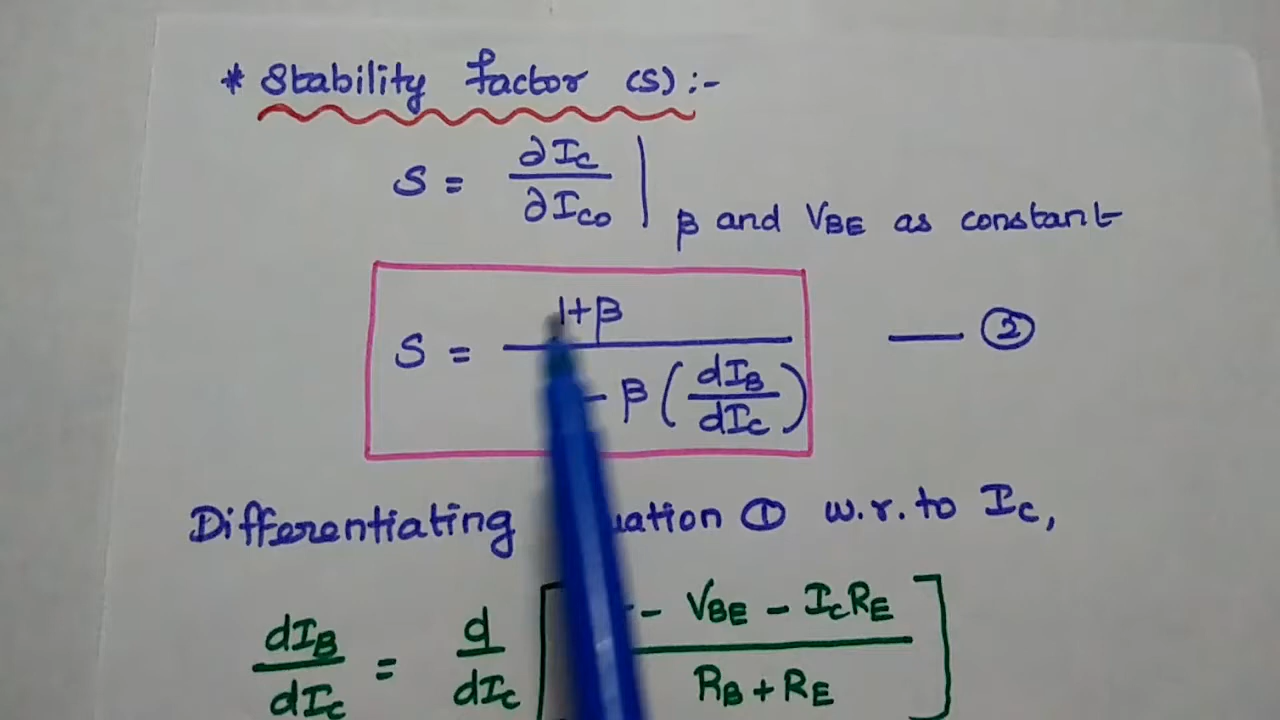 * Stability factor (S):-
S = ∂IC / ∂ICO | β and VBE as constant
S = 1+β / - β (dIB / dIC) — ②
Differentiating ① w.r.to IC,
dIB / dIC = d / dIC [ - VBE - ICRE / RB + RE ]